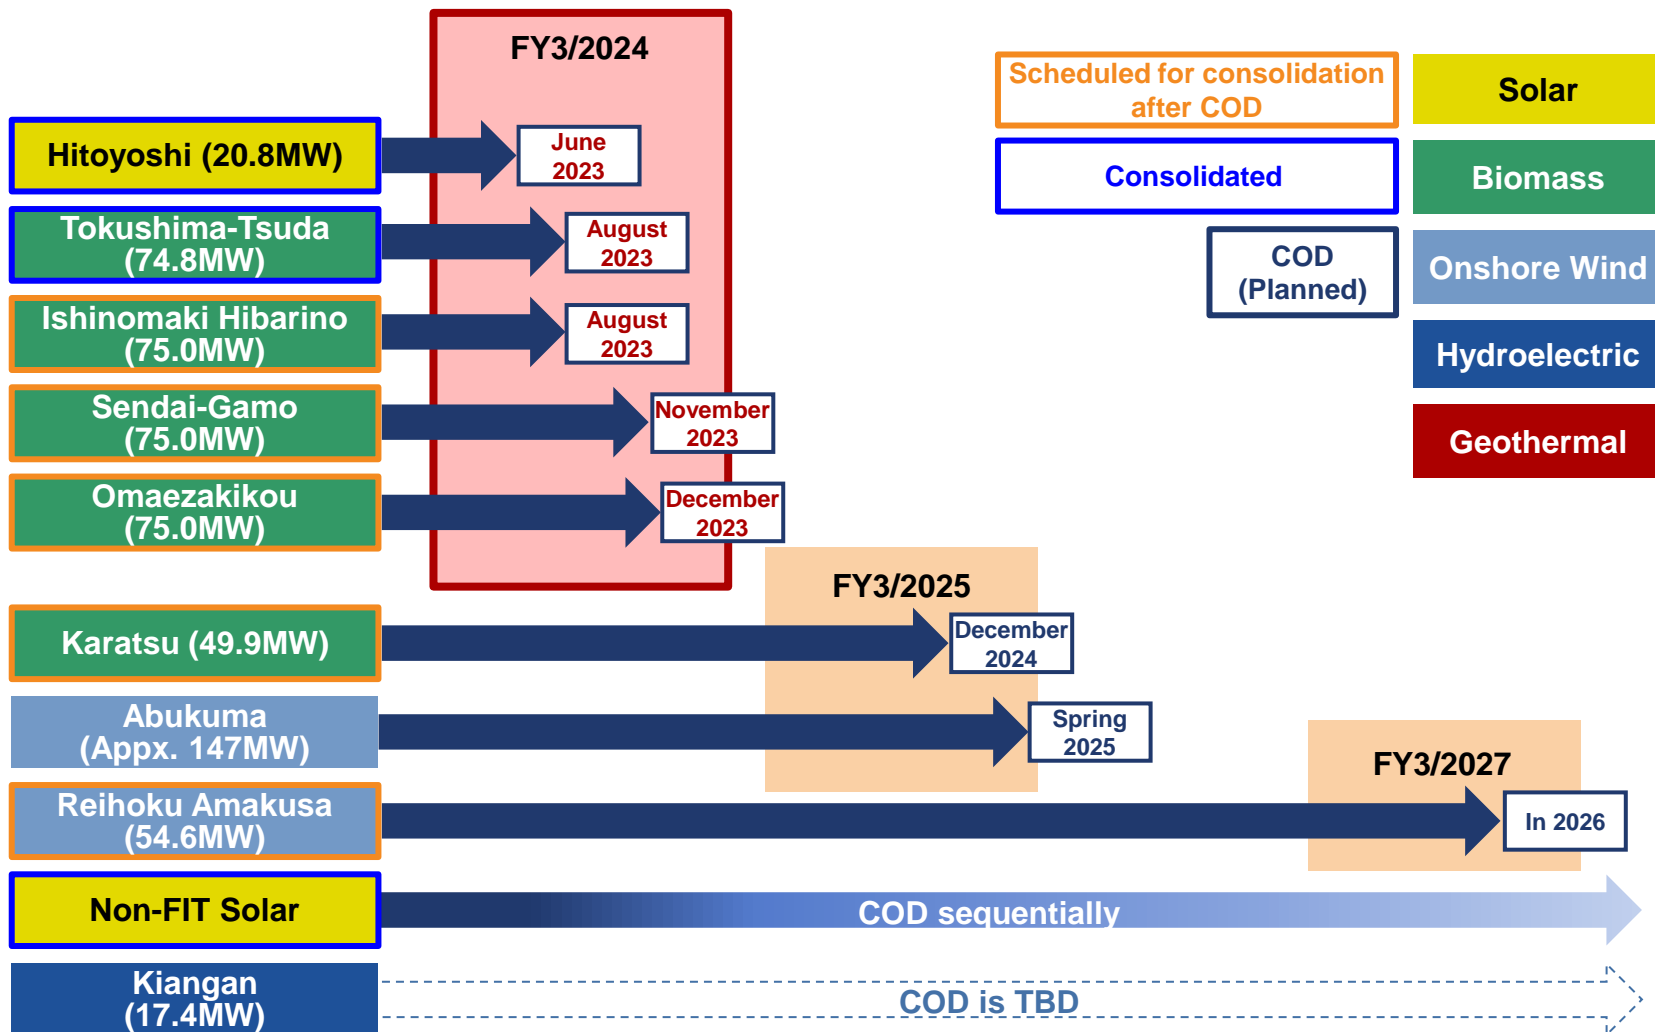 FY3/2024
Scheduled for consolidation
after COD
Solar
Hitoyoshi (20.8MW)
June
2023
Consolidated
Biomass
Tokushima-Tsuda
(74.8MW)
August
2023
COD
(Planned)
Onshore Wind
Ishinomaki Hibarino
(75.0MW)
August
2023
Hydroelectric
Sendai-Gamo
(75.0MW)
November
2023
Geothermal
Omaezakikou
(75.0MW)
December
2023
FY3/2025
Karatsu (49.9MW)
December
2024
Abukuma
(Appx. 147MW)
Spring
2025
FY3/2027
Reihoku Amakusa
(54.6MW)
In 2026
Non-FIT Solar
COD sequentially
Kiangan
(17.4MW)
COD is TBD